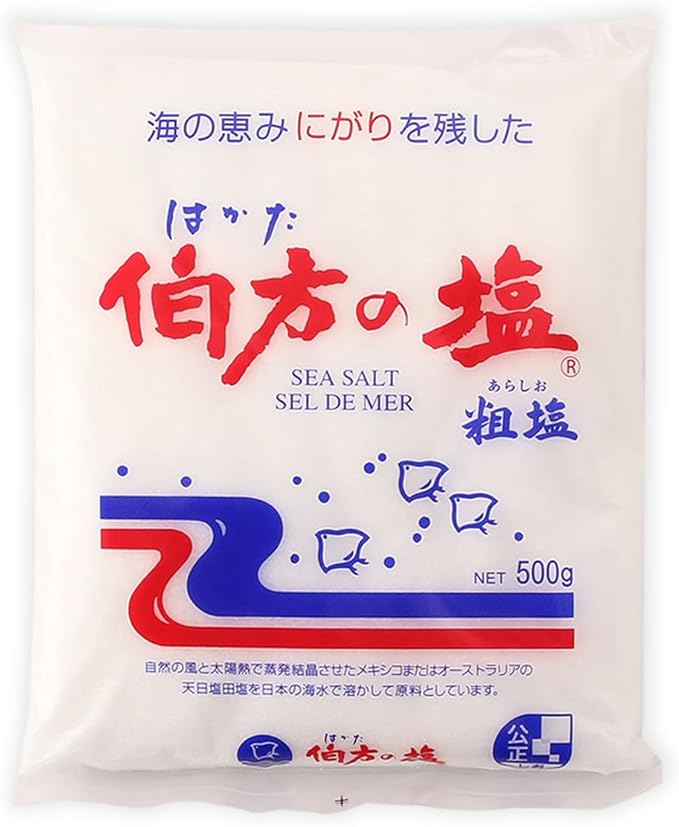 海の恵みにがりを残した
はかた
伯方の塩®
SEA SALT
SEL DE MER
あらしお
粗塩
NET 500g
自然の風と太陽熱で蒸発結晶させたメキシコまたはオーストラリアの
天日塩田塩を日本の海水で溶かして原料としています。
はかた
伯方の塩
公正
しお